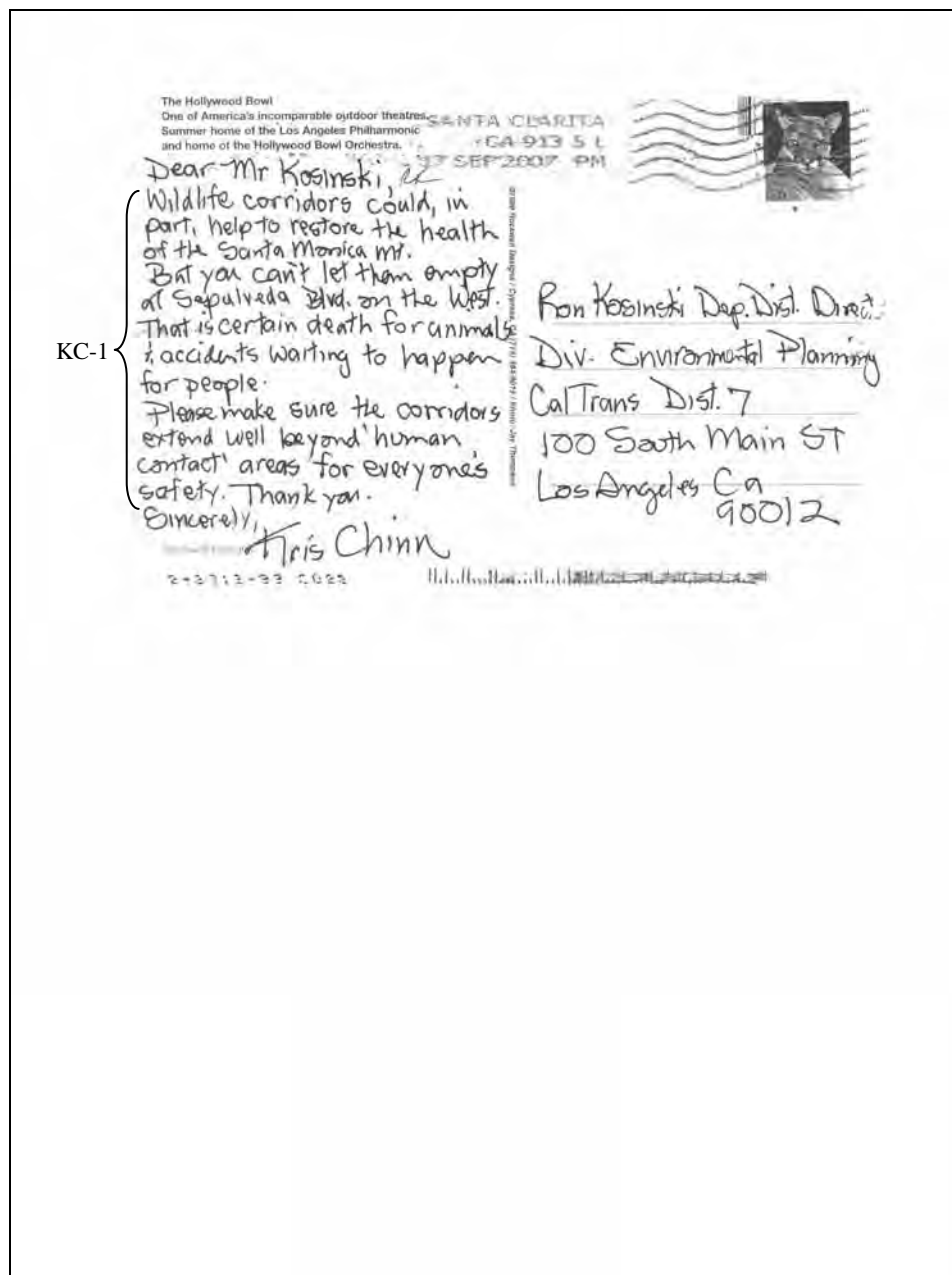 The Hollywood Bowl
One of America's incomparable outdoor theatres.
Summer home of the Los Angeles Philharmonic
and home of the Hollywood Bowl Orchestra.
SANTA CLARITA
CA 913 5 L
SEP 2007 PM
Dear Mr Kosinski,
Wildlife corridors could, in
part, help to restore the health
of the Santa Monica mt.
But you can't let them empty
at Sepulveda Blvd. on the West.
That is certain death for animals
& accidents waiting to happen
for people.
Please make sure the corridors
extend well beyond 'human
contact' areas for everyone's
safety. Thank you.
Sincerely,
Kris Chinn
KC-1
Ron Kosinski Dep. Dist. Direct.
Div. Environmental Planning
CalTrans Dist. 7
100 South Main ST
Los Angeles Ca
90012